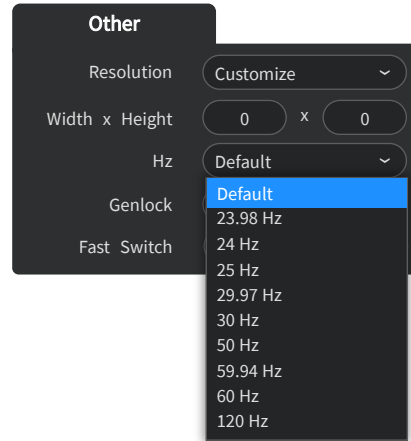 Other
Resolution Customize
Width x Height 0 x 0
Hz Default
Genlock
Fast Switch
Default
23.98 Hz
24 Hz
25 Hz
29.97 Hz
30 Hz
50 Hz
59.94 Hz
60 Hz
120 Hz